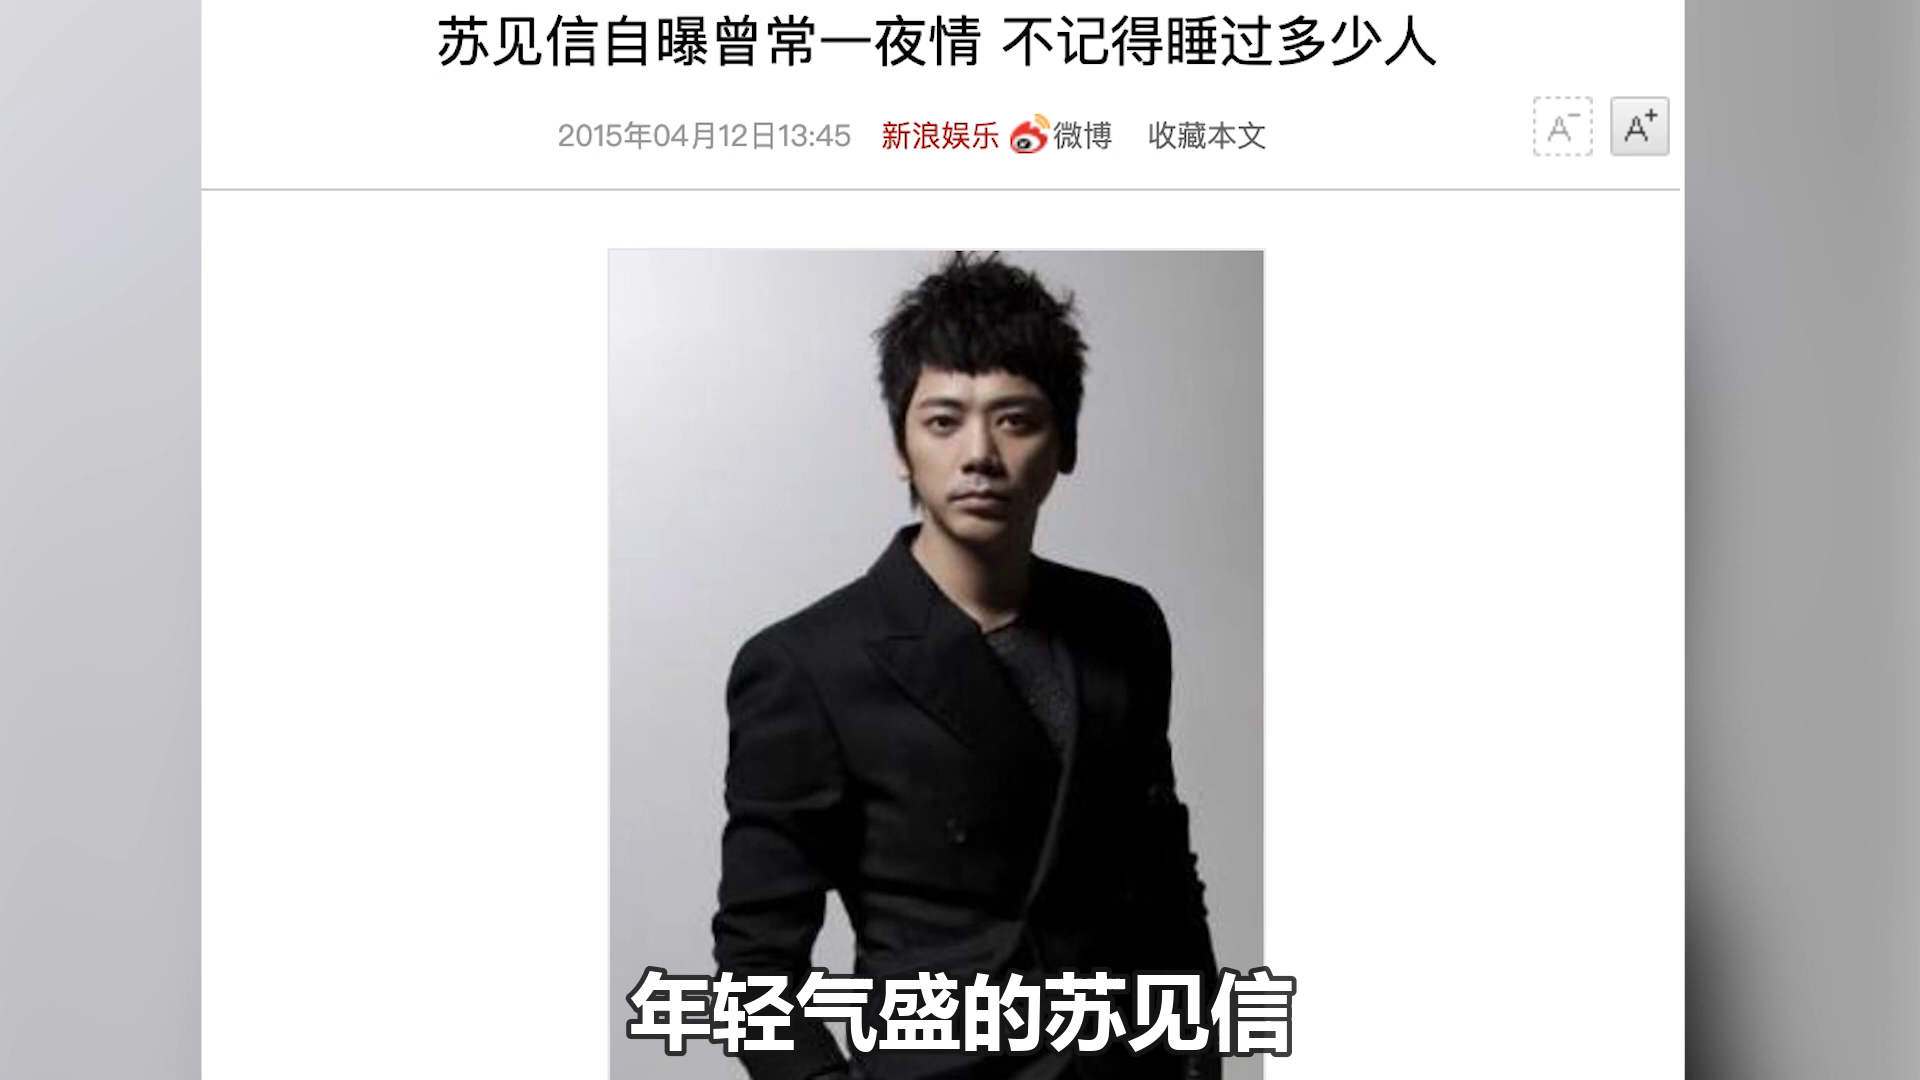 苏见信自曝曾常一夜情 不记得睡过多少人
2015年04月12日13:45 新浪娱乐 微博 收藏本文 A- A+
年轻气盛的苏见信